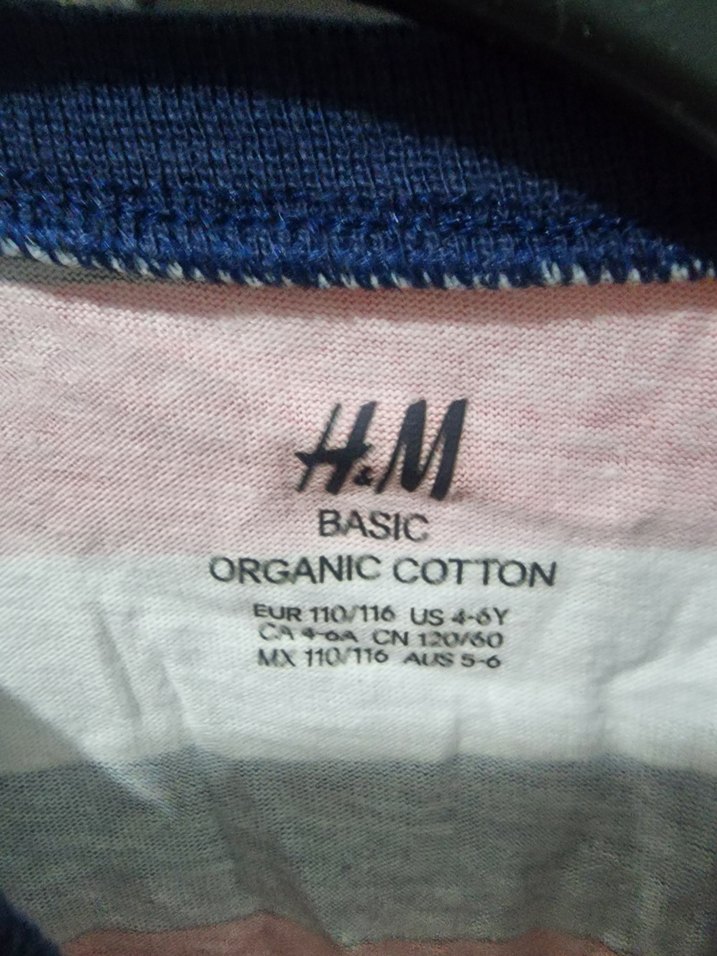 H&M
BASIC
ORGANIC COTTON
EUR 110/116 US 4-6Y
CA 4-6A CN 120/60
MX 110/116 AUS 5-6